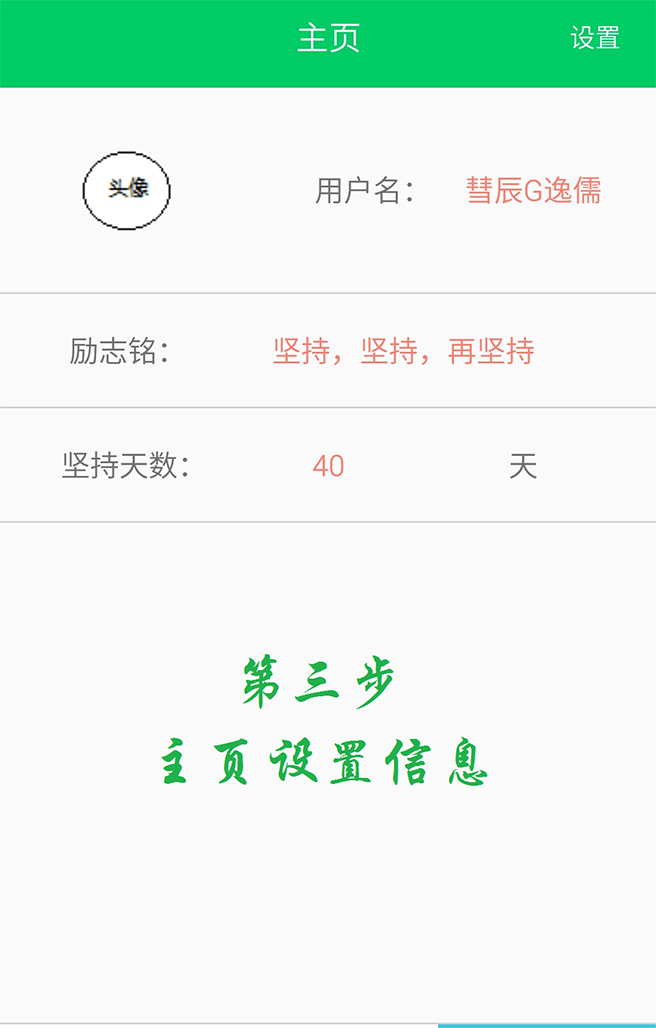 主页 设置
头像 用户名： 彗辰G逸儒
励志铭： 坚持，坚持，再坚持
坚持天数： 40 天
第三步
主页设置信息